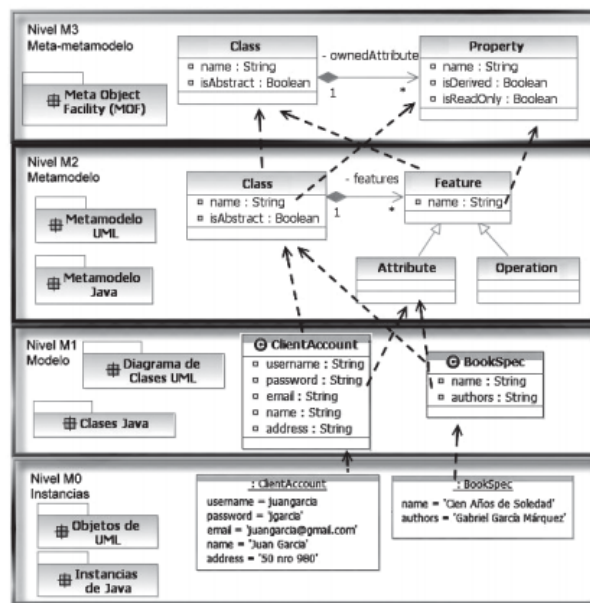 Nivel M3
Meta-metamodelo
Meta Object
Facility (MOF)
Class
name : String
isAbstract : Boolean
- ownedAttribute
1
*
Property
name : String
isDerived : Boolean
isReadOnly : Boolean
Nivel M2
Metamodelo
Metamodelo
UML
Metamodelo
Java
Class
name : String
isAbstract : Boolean
- features
1
*
Feature
name : String
Attribute
Operation
Nivel M1
Modelo
Diagrama de
Clases UML
Clases Java
C ClientAccount
username : String
password : String
email : String
name : String
address : String
C BookSpec
name : String
authors : String
Nivel M0
Instancias
Objetos de
UML
Instancias
de Java
: ClientAccount
username = juangarcia
password = 'jgarcia'
email = 'juangarcia@gmail.com'
name = "Juan Garcia'
address = '50 nro 980'
: BookSpec
name = 'Cien Años de Soledad'
authors = 'Gabriel García Márquez'